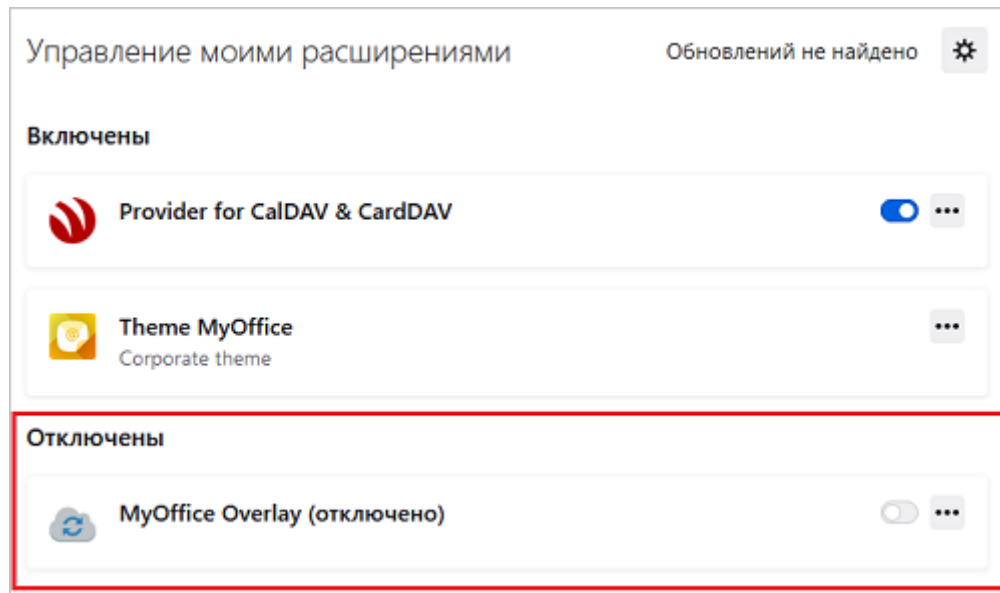 Управление моими расширениями
Обновлений не найдено
Включены
Provider for CalDAV & CardDAV
Theme MyOffice
Corporate theme
Отключены
MyOffice Overlay (отключено)